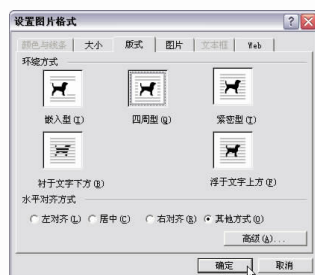 设置图片格式
颜色与线条 大小 版式 图片 文本框 Web
环绕方式
嵌入型(I) 四周型(Q) 紧密型(T)
衬于文字下方(B) 浮于文字上方(F)
水平对齐方式
左对齐(L) 居中(C) 右对齐(R) 其他方式(O)
高级(A)...
确定 取消